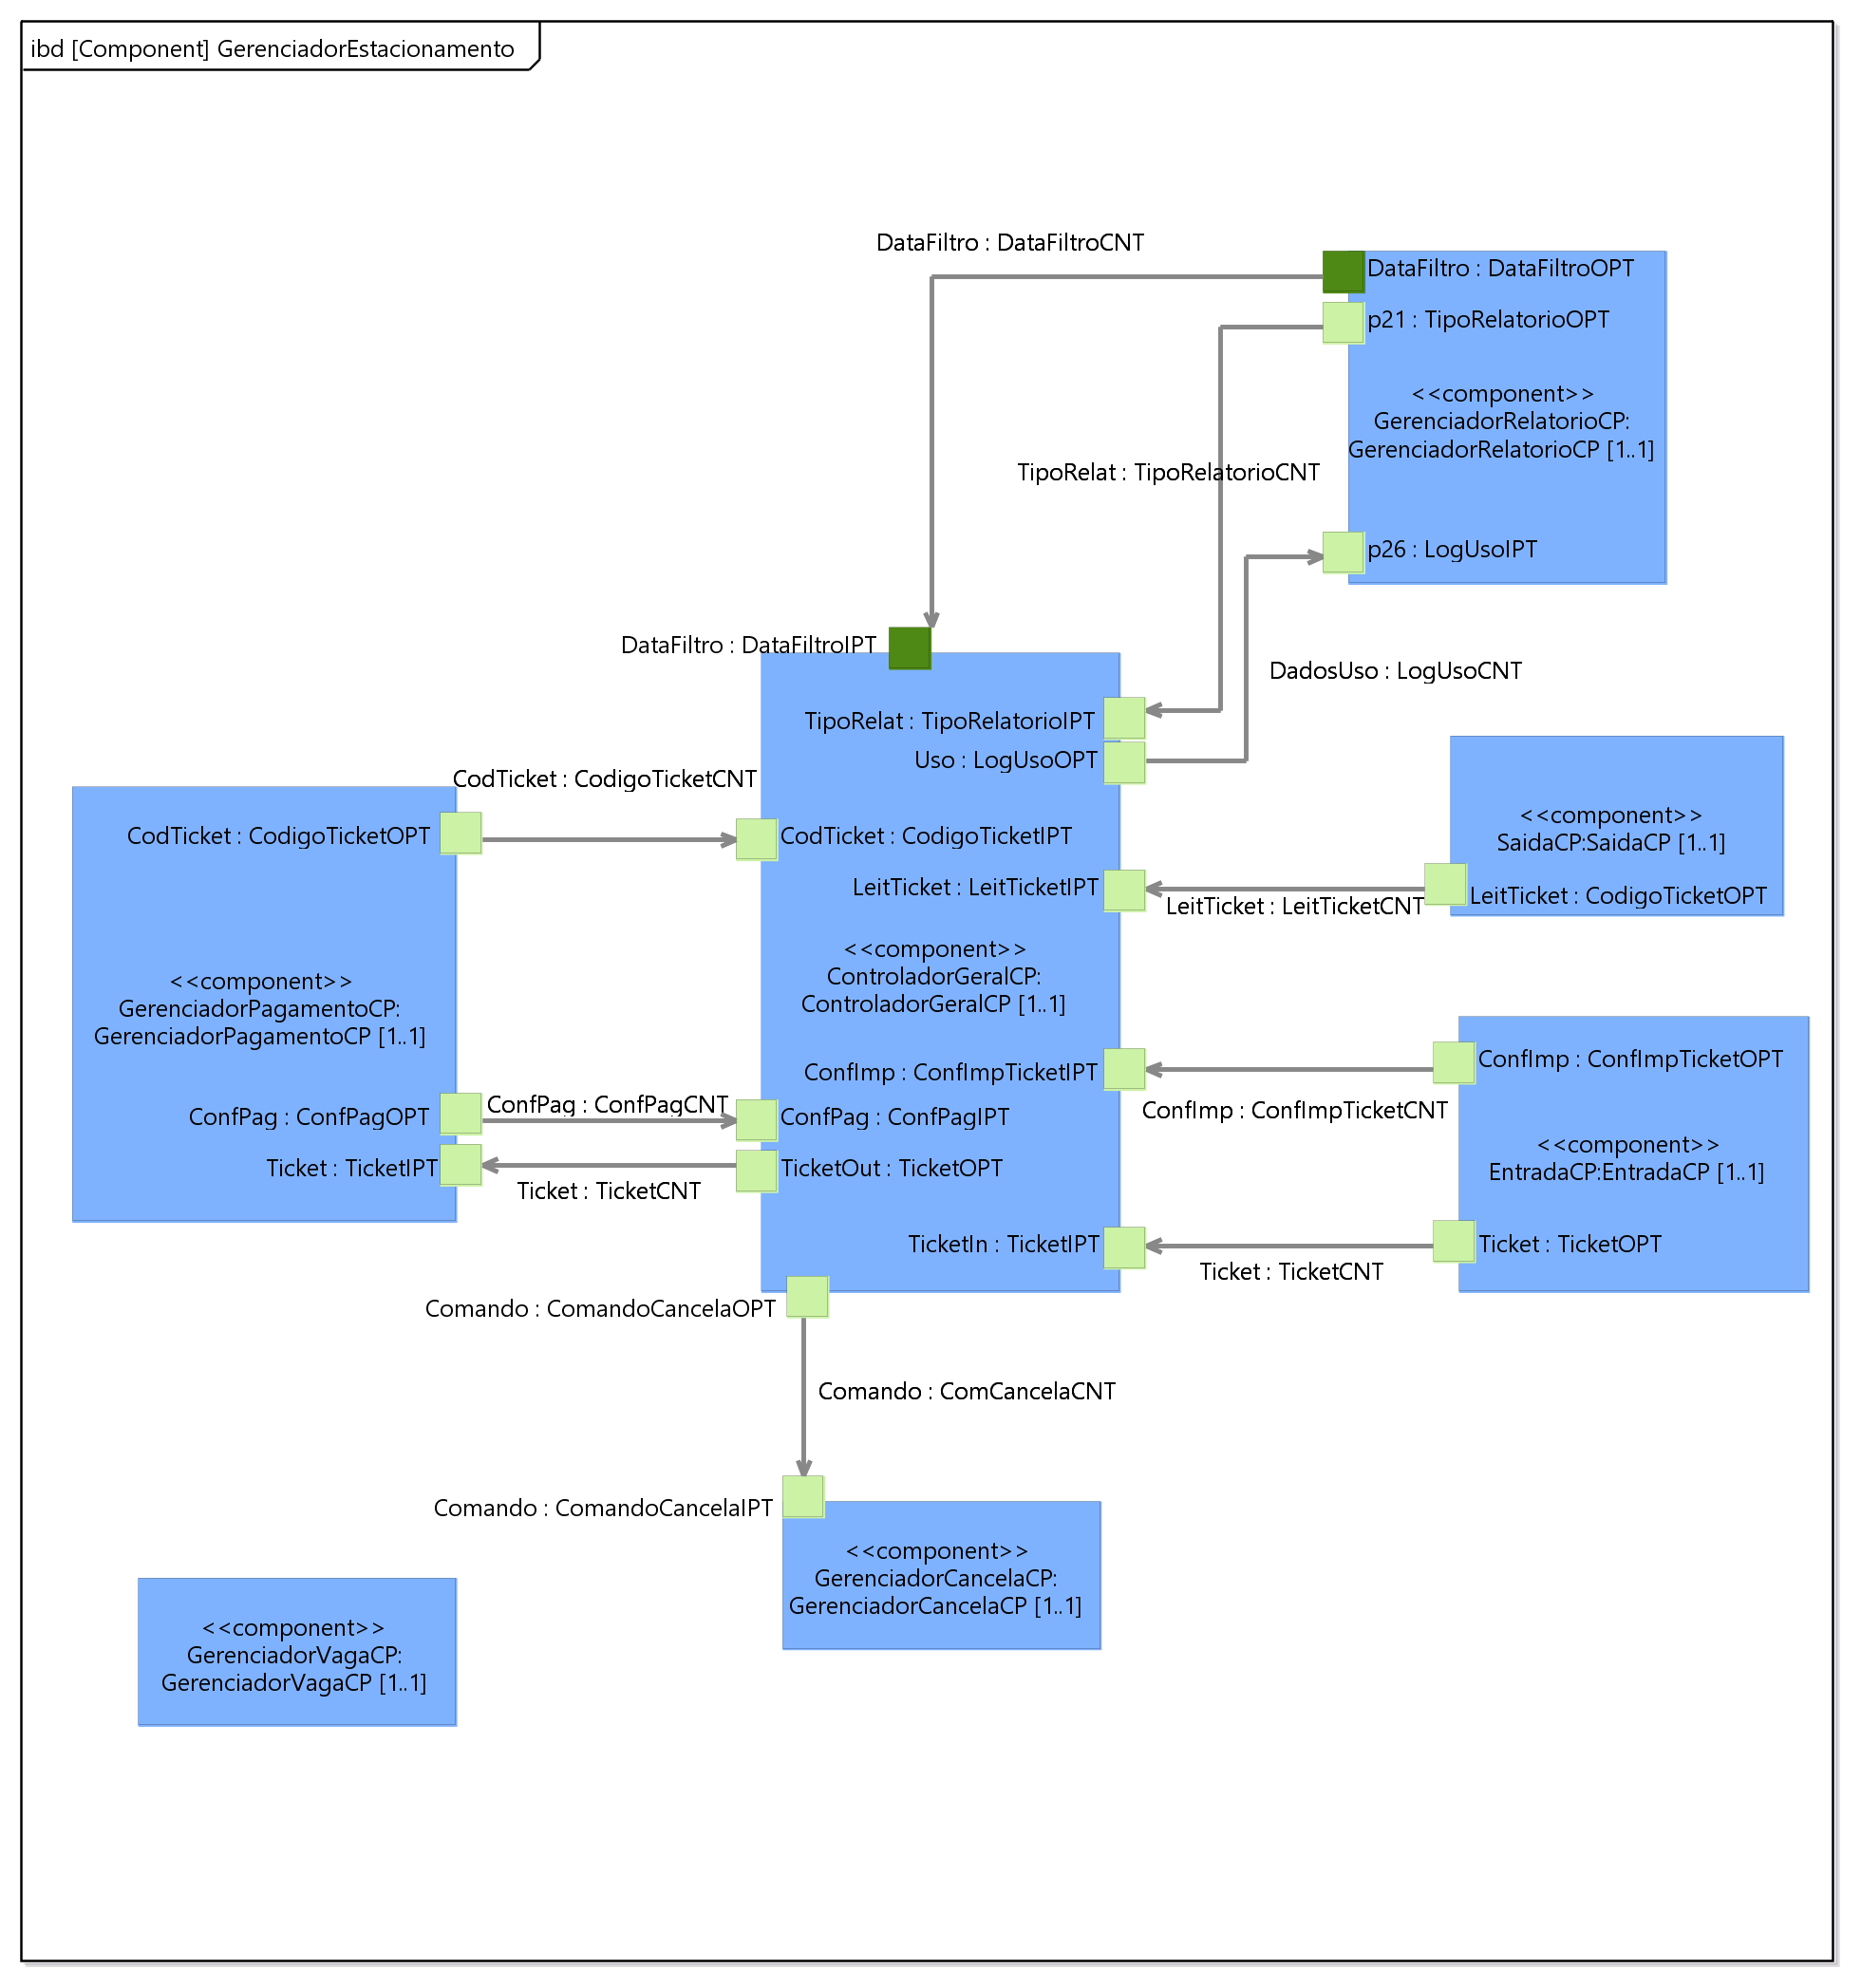 ibd [Component] GerenciadorEstacionamento
DataFiltro : DataFiltroCNT
DataFiltro : DataFiltroOPT
p21 : TipoRelatorioOPT
<<component>>
GerenciadorRelatorioCP:
GerenciadorRelatorioCP [1..1]
TipoRelat : TipoRelatorioCNT
p26 : LogUsoIPT
DataFiltro : DataFiltroIPT
DadosUso : LogUsoCNT
TipoRelat : TipoRelatorioIPT
Uso : LogUsoOPT
CodTicket : CodigoTicketCNT
CodTicket : CodigoTicketOPT
CodTicket : CodigoTicketIPT
<<component>>
SaidaCP:SaidaCP [1..1]
LeitTicket : LeitTicketIPT
LeitTicket : LeitTicketCNT
LeitTicket : CodigoTicketOPT
<<component>>
ControladorGeralCP:
ControladorGeralCP [1..1]
<<component>>
GerenciadorPagamentoCP:
GerenciadorPagamentoCP [1..1]
ConfImp : ConfImpTicketIPT
ConfImp : ConfImpTicketOPT
ConfImp : ConfImpTicketCNT
ConfPag : ConfPagOPT
ConfPag : ConfPagCNT
ConfPag : ConfPagIPT
<<component>>
EntradaCP:EntradaCP [1..1]
Ticket : TicketIPT
TicketOut : TicketOPT
Ticket : TicketCNT
TicketIn : TicketIPT
Ticket : TicketOPT
Ticket : TicketCNT
Comando : ComandoCancelaOPT
Comando : ComCancelaCNT
Comando : ComandoCancelaIPT
<<component>>
GerenciadorCancelaCP:
GerenciadorCancelaCP [1..1]
<<component>>
GerenciadorVagaCP:
GerenciadorVagaCP [1..1]